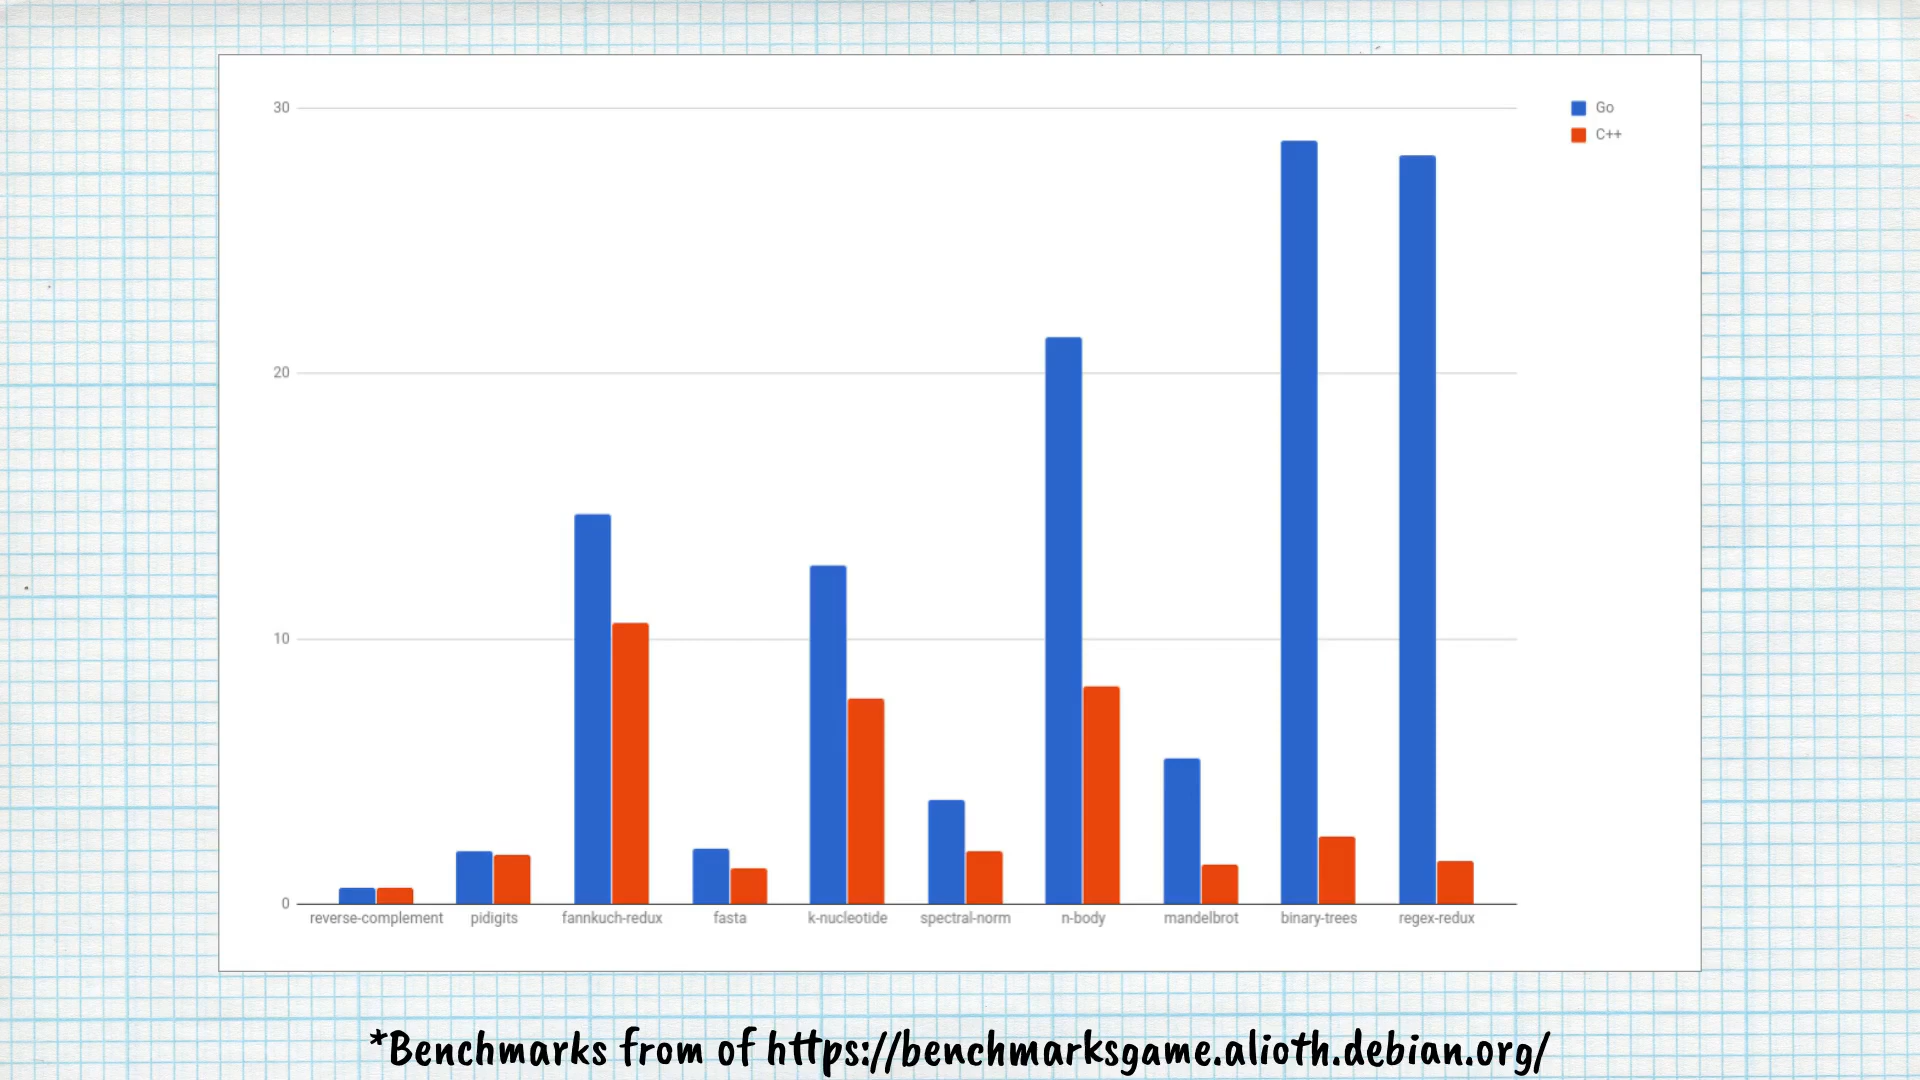 30
Go
C++
20
10
0
reverse-complement pidigits fannkuch-redux fasta k-nucleotide spectral-norm n-body mandelbrot binary-trees regex-redux
*Benchmarks from of https://benchmarksgame.alioth.debian.org/